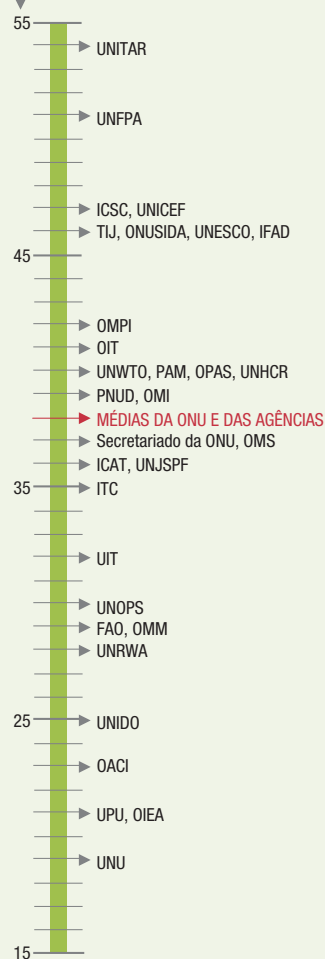 55
UNITAR
UNFPA
ICSC, UNICEF
TIJ, ONUSIDA, UNESCO, IFAD
45
OMPI
OIT
UNWTO, PAM, OPAS, UNHCR
PNUD, OMI
MÉDIAS DA ONU E DAS AGÊNCIAS
Secretariado da ONU, OMS
ICAT, UNJSPF
35
ITC
UIT
UNOPS
FAO, OMM
UNRWA
25
UNIDO
OACI
UPU, OIEA
UNU
15